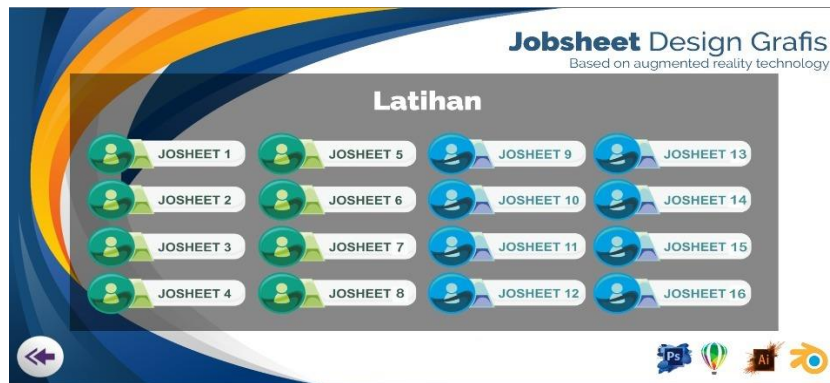 Jobsheet Design Grafis
Based on augmented reality technology
Latihan
JOSHEET 1
JOSHEET 5
JOSHEET 9
JOSHEET 13
JOSHEET 2
JOSHEET 6
JOSHEET 10
JOSHEET 14
JOSHEET 3
JOSHEET 7
JOSHEET 11
JOSHEET 15
JOSHEET 4
JOSHEET 8
JOSHEET 12
JOSHEET 16
Ps
Ai